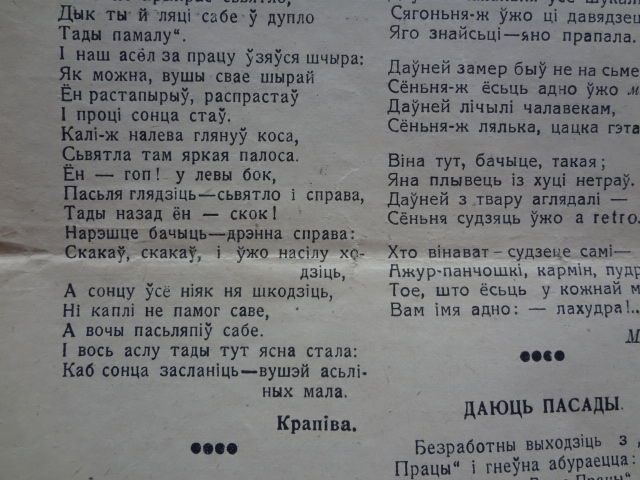 Дык ты й ляці сабе ў дупло
Тады памалу“.
І наш асёл за працу ўзяўся шчыра:
Як можна, вушы свае шырай
Ён растапырыў, распрастаў
І проці сонца стаў.
Калі-ж налева глянуў коса,
Сьвятла там яркая палоса.
Ён — гоп! у левы бок,
Пасьля глядзіць—сьвятло і справа,
Тады назад ён — скок!
Нарэшце бачыць—дрэнна справа:
Скакаў, скакаў, і ўжо насілу хо-
дзіць,
А сонцу ўсё ніяк ня шкодзіць,
Ні каплі не памог саве,
А вочы пасьляпіў сабе.
І вось аслу тады тут ясна стала:
Каб сонца засланіць—вушэй асьлі-
ных мала.
Крапіва.
Сягоньня-ж ўжо ці давядзец
Яго знайсьці—яно прапала.
Даўней замер быў не на сьме
Сёньня-ж ёсьць адно ўжо м
Даўней лічылі чалавекам,
Сёньня-ж лялька, цацка гэта
Віна тут, бачыце, такая;
Яна плывець із хуці нетраў.
Даўней з твару аглядалі —
Сёньня судзяць ўжо а retro.
Хто вінават—судзеце самі—
Ажур-панчошкі, кармін, пудр
Тое, што ёсьць у кожнай м
Вам імя адно: — лахудра!..
М
ДАЮЦЬ ПАСАДЫ.
Безработны выходзіць з „
Працы“ і гнеўна абураецца: